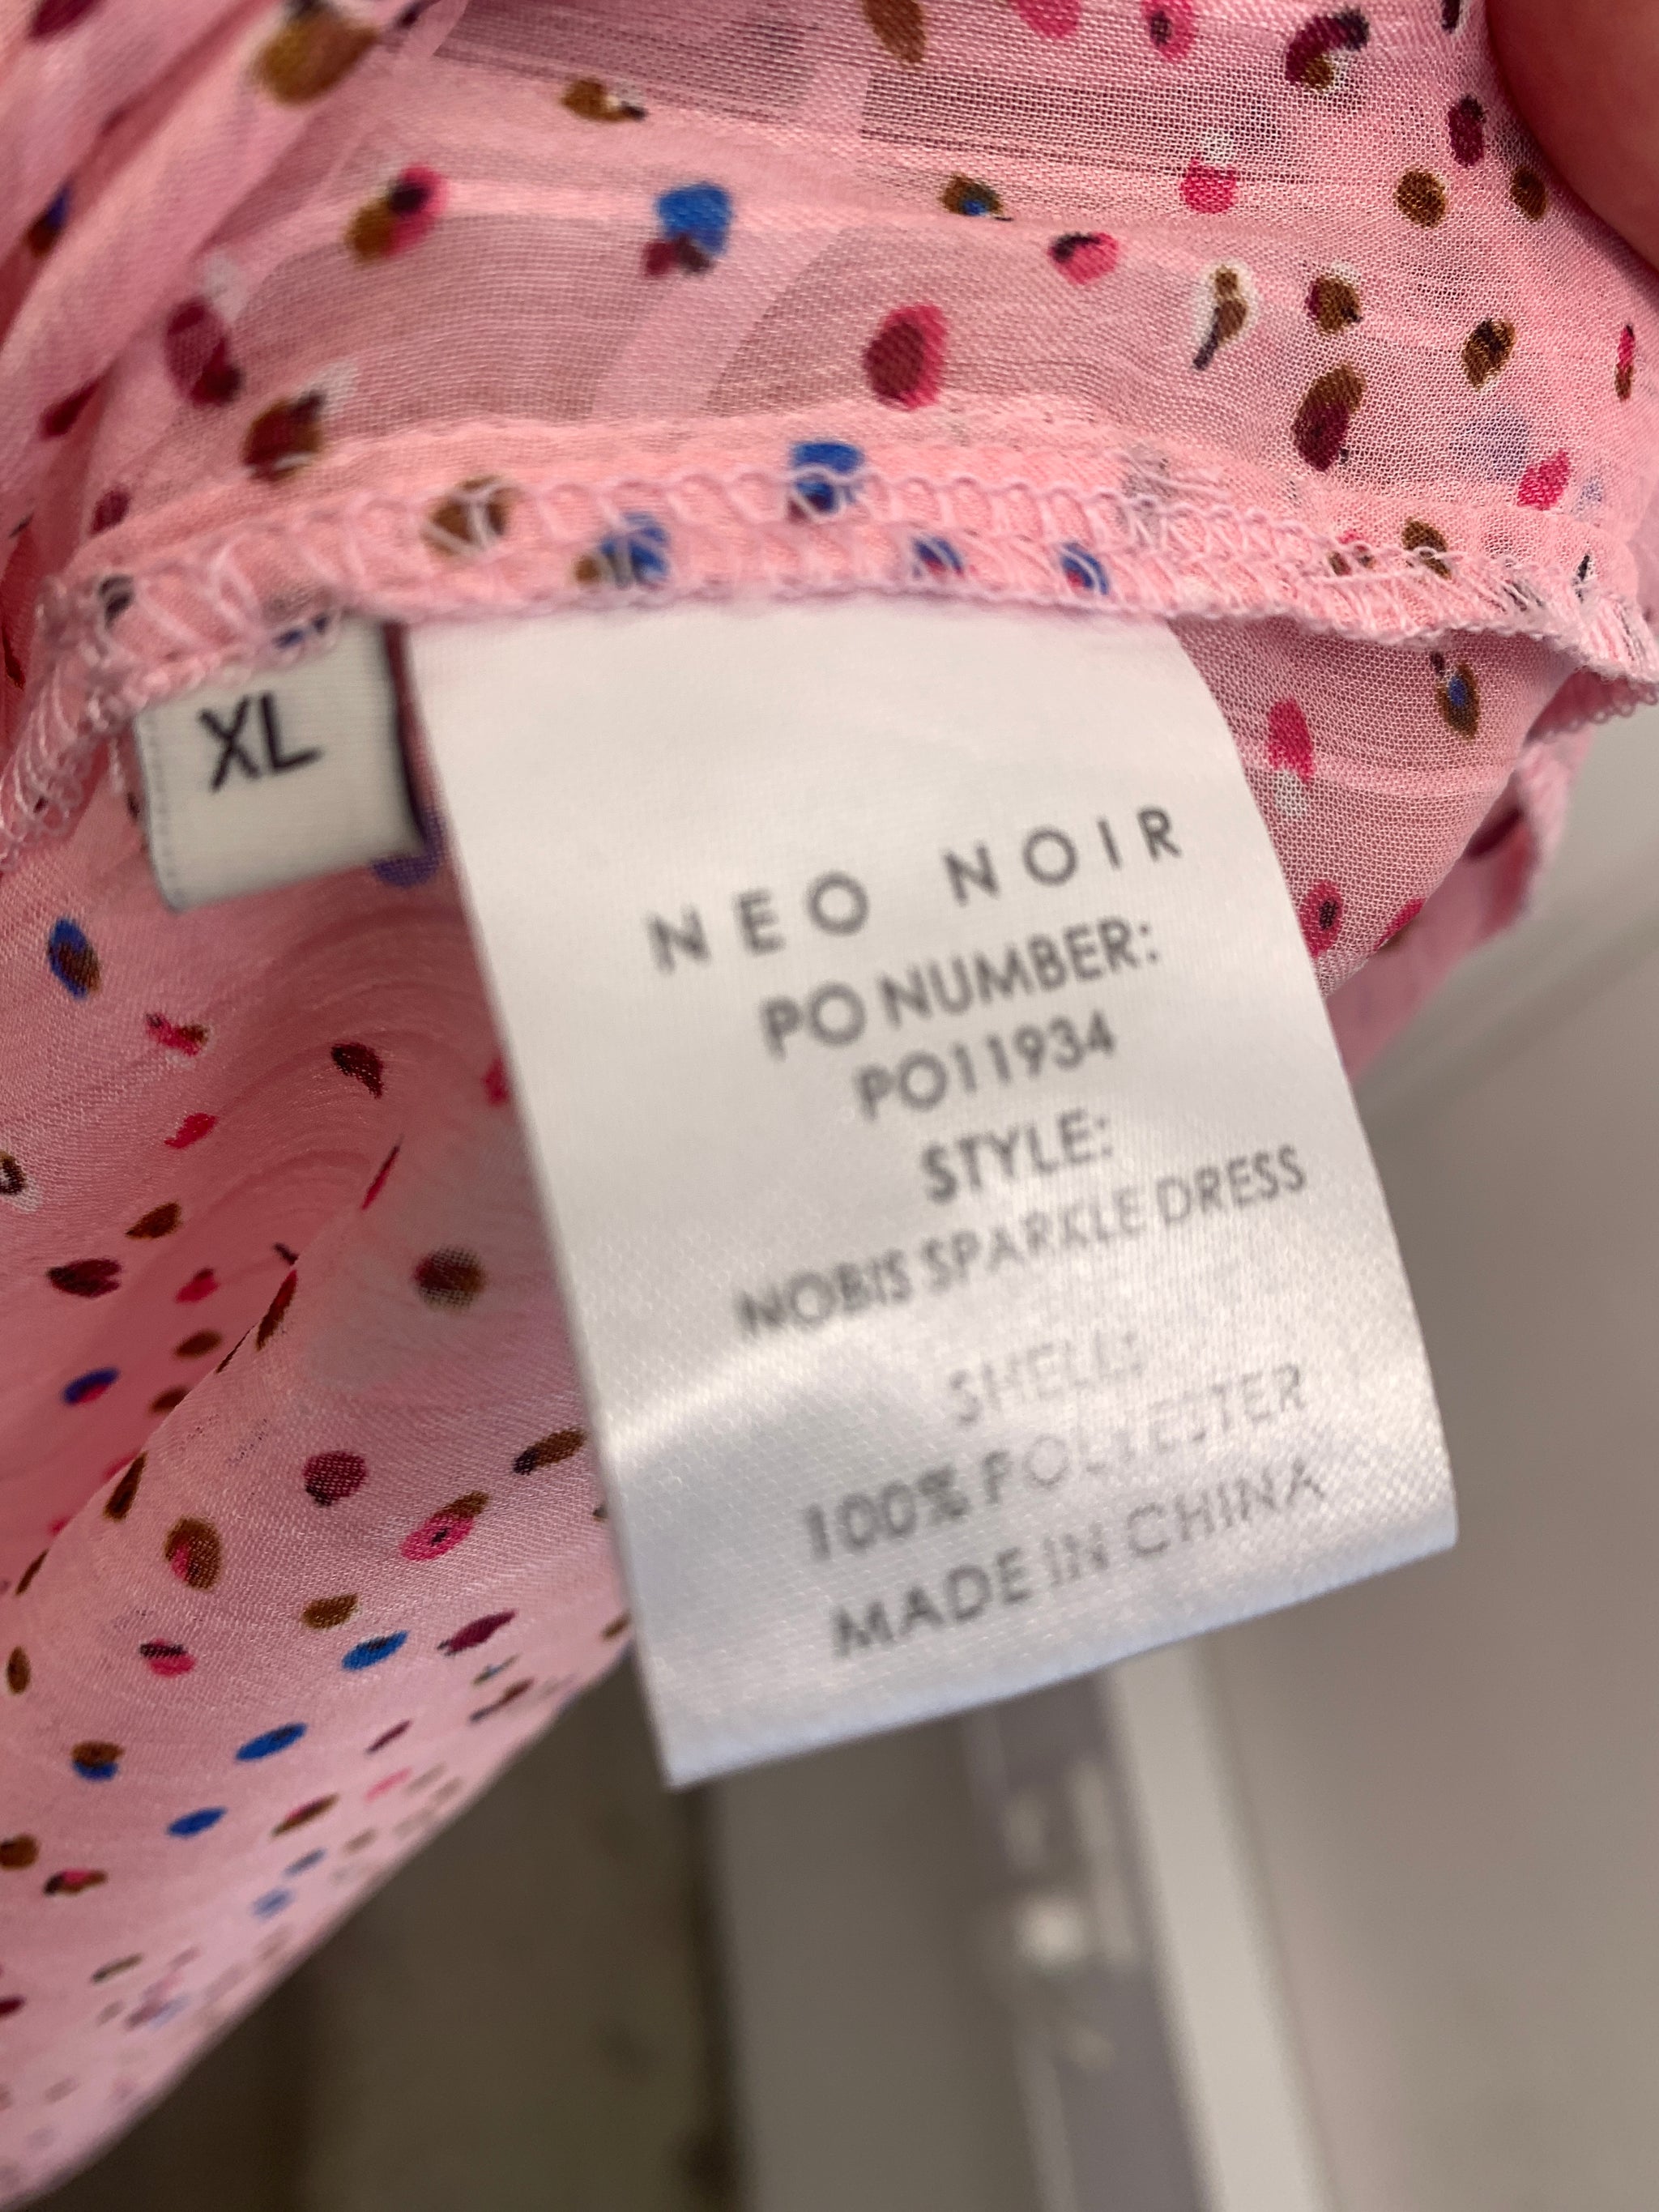 XL
NEO NOIR
PO NUMBER:
PO11934
STYLE:
NOBIS SPARKLE DRESS
SHELL:
100% POLYESTER
MADE IN CHINA